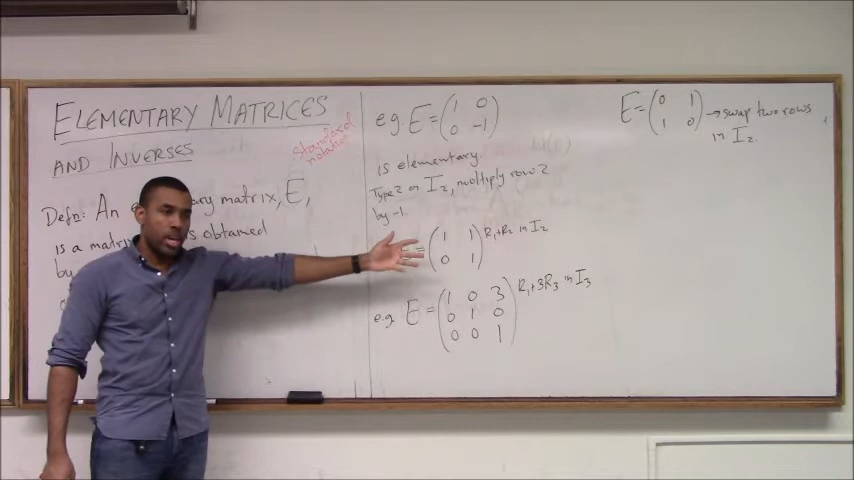 ELEMENTARY MATRICES
AND INVERSES
Standard
notation
Defn: An ary matrix, E,
is a matri is obtained
by
e.g E = (1 0
0 -1)
is elementary.
Type 2 on I2, multiply row 2
by -1.
E = (1 1
0 1) R1+R2 in I2
e.g E = (1 0 3
0 1 0
0 0 1) R1+3R3 in I3
E = (0 1
1 0) → swap two rows
in I2.